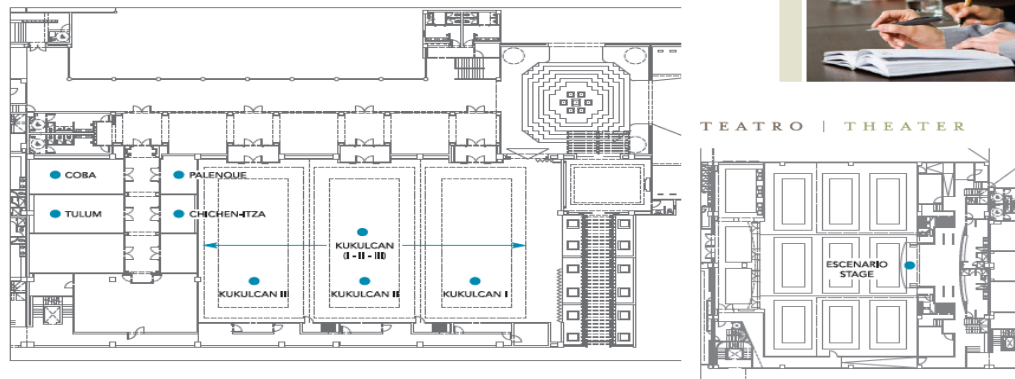 TEATRO | THEATER
COBA
PALENQUE
TULUM
CHICHEN-ITZA
KUKULCAN
(I - II - III)
KUKULCAN III
KUKULCAN II
KUKULCAN I
ESCENARIO
STAGE